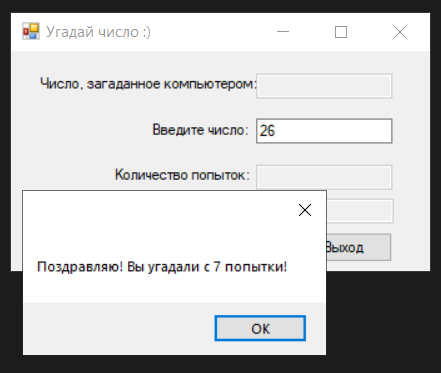 Угадай число :)
Число, загаданное компьютером:
Введите число: 26
Количество попыток:
Выход
Поздравляю! Вы угадали с 7 попытки!
OK